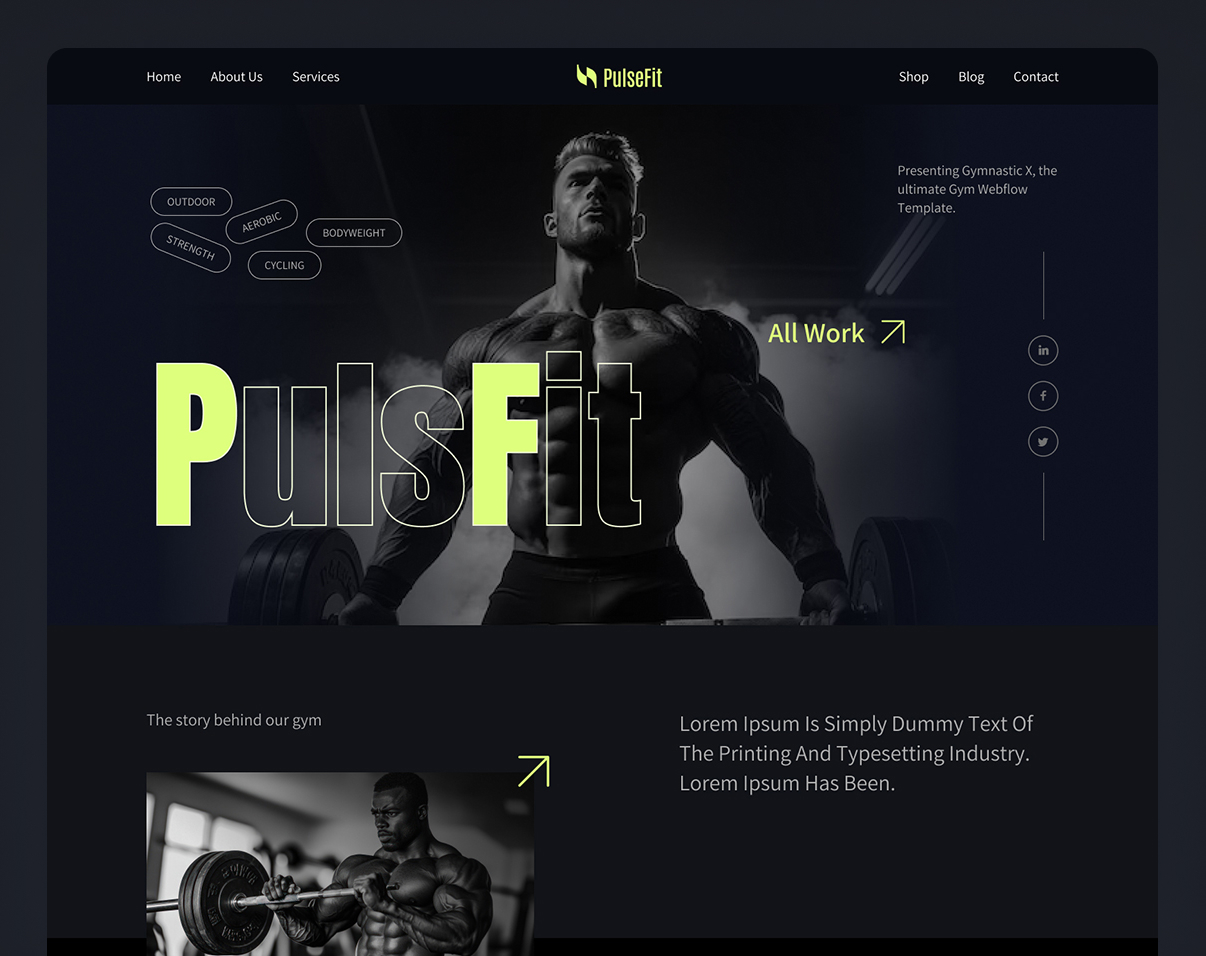 Home
About Us
Services
PulseFit
Shop
Blog
Contact
Presenting Gymnastic X, the
ultimate Gym Webflow
Template.
OUTDOOR
AEROBIC
BODYWEIGHT
STRENGTH
CYCLING
All Work
PulsFit
The story behind our gym
Lorem Ipsum Is Simply Dummy Text Of
The Printing And Typesetting Industry.
Lorem Ipsum Has Been.